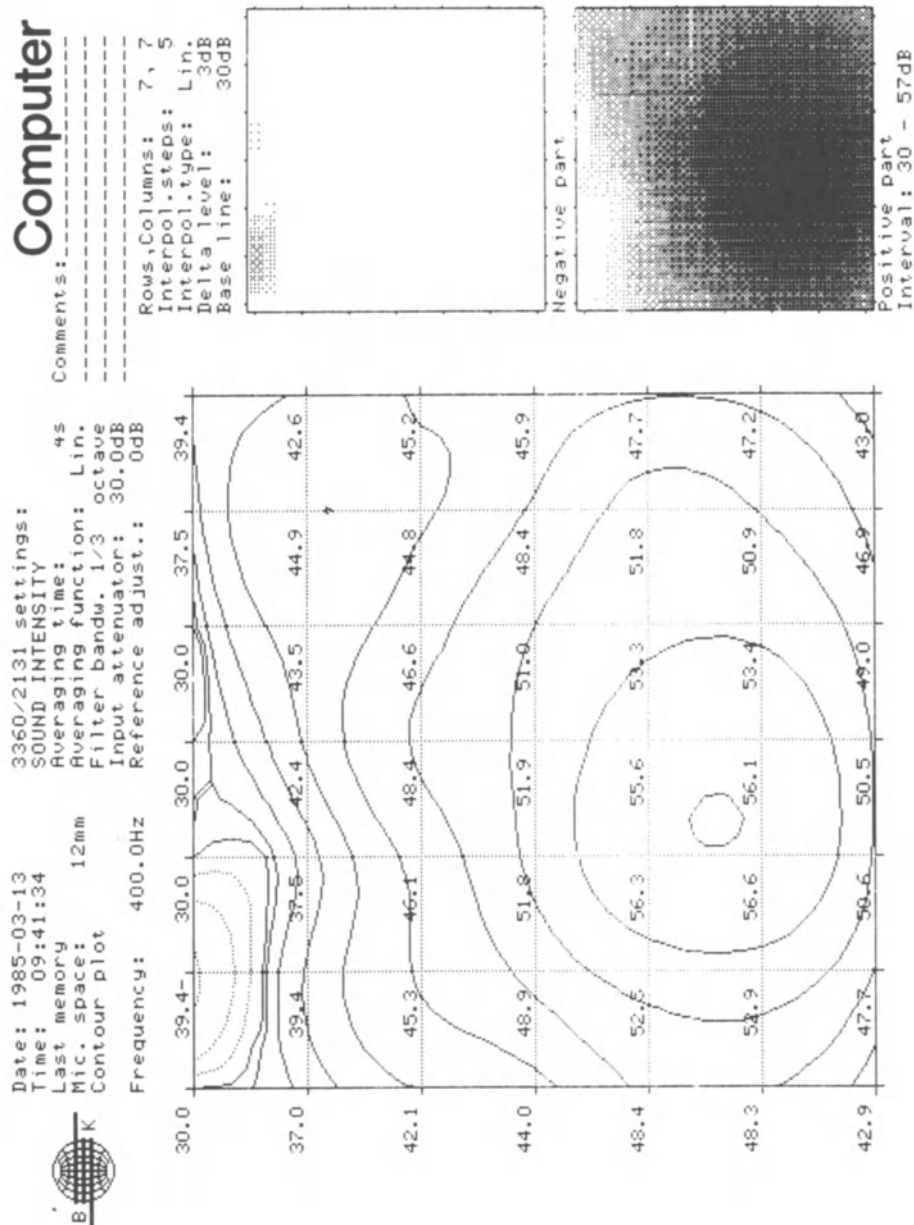 B K
Date: 1985-03-13
Time: 09:41:34
Last memory
Mic. space: 12mm
Contour plot
Frequency: 400.0HZ
3360/2131 settings:
SOUND INTENSITY
Averaging time: 4s
Averaging function: Lin.
Filter bandw. 1/3 octave
Input attenuator: 30.0dB
Reference adjust.: 0dB
Computer
Comments:
Rows,Columns: 7, 7
Interpol.steps: 5
Interpol.type: Lin.
Delta level: 3dB
Base line: 30dB
30.0 39.4- 30.0 30.0 30.0 37.5 39.4
37.0 39.4 37.5 42.4 43.5 44.9 42.6
4
42.1 45.3 46.1 48.4 46.6 44.8 45.2
44.0 48.9 51.8 51.9 51.0 48.4 45.9
48.4 56.3 55.6 53.3 51.8 47.7
48.3 56.6 56.1 53.4 50.9 47.2
42.9 47.7 50.6 50.5 49.0 46.9 43.0
Negative part
Positive part
Interval: 30 - 57dB